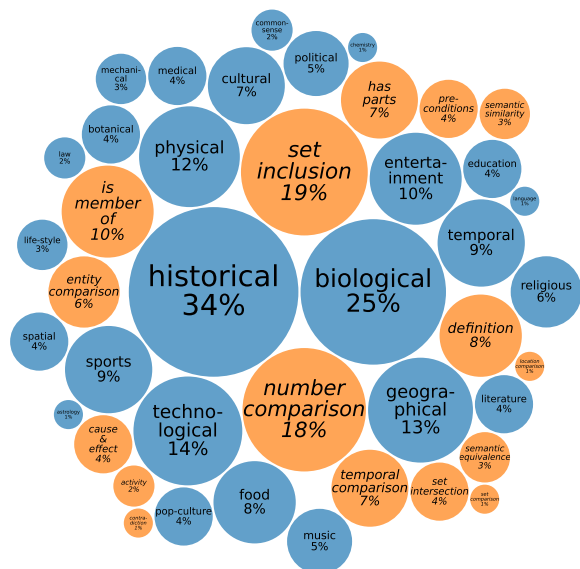 common-
sense
2%
political
5%
chemistry
1%
mechani-
cal
3%
medical
4%
cultural
7%
has
parts
7%
pre-
conditions
4%
semantic
similarity
3%
botanical
4%
physical
12%
set
inclusion
19%
enterta-
inment
10%
education
4%
law
2%
language
1%
is
member
of
10%
temporal
9%
life-style
3%
historical
34%
biological
25%
religious
6%
entity
comparison
6%
definition
8%
spatial
4%
sports
9%
location
comparison
1%
number
comparison
18%
geogra-
phical
13%
literature
4%
astrology
1%
techno-
logical
14%
cause
&
effect
4%
semantic
equivalence
3%
activity
2%
temporal
comparison
7%
set
intersection
4%
set
comparison
1%
food
8%
pop-culture
4%
contra-
diction
1%
music
5%